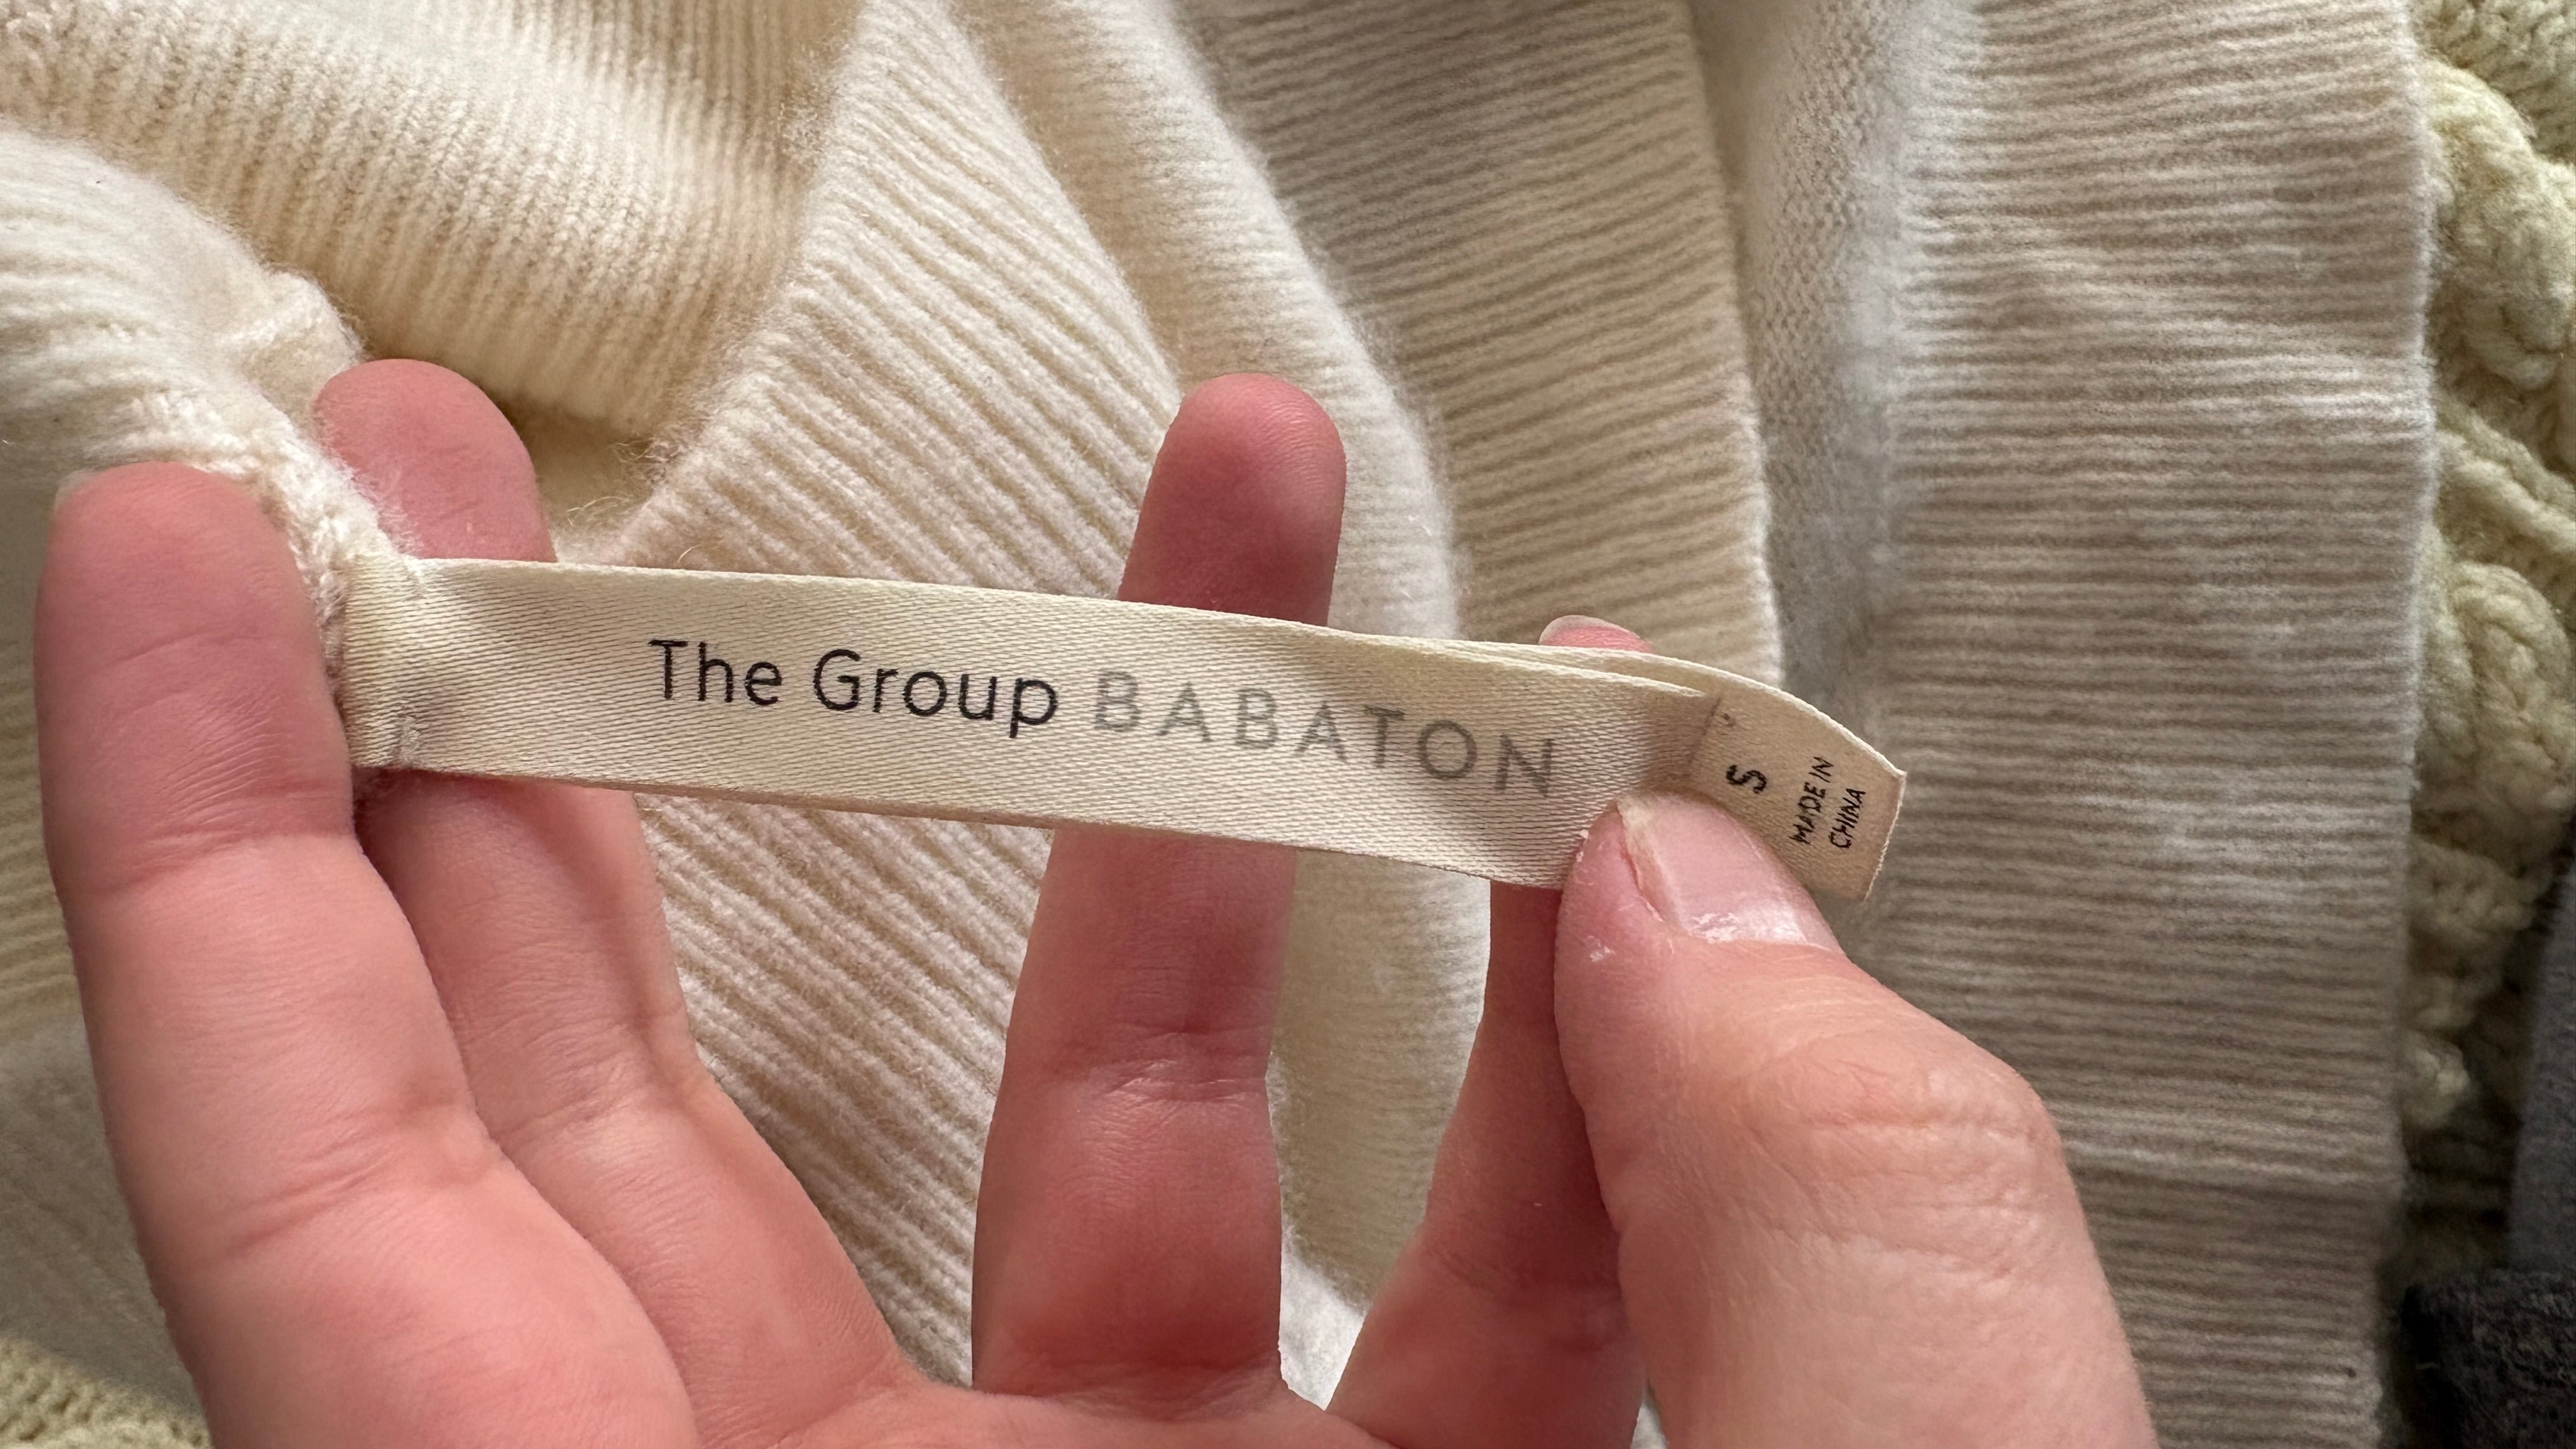 The Group BABATON
S
MADE IN
CHINA